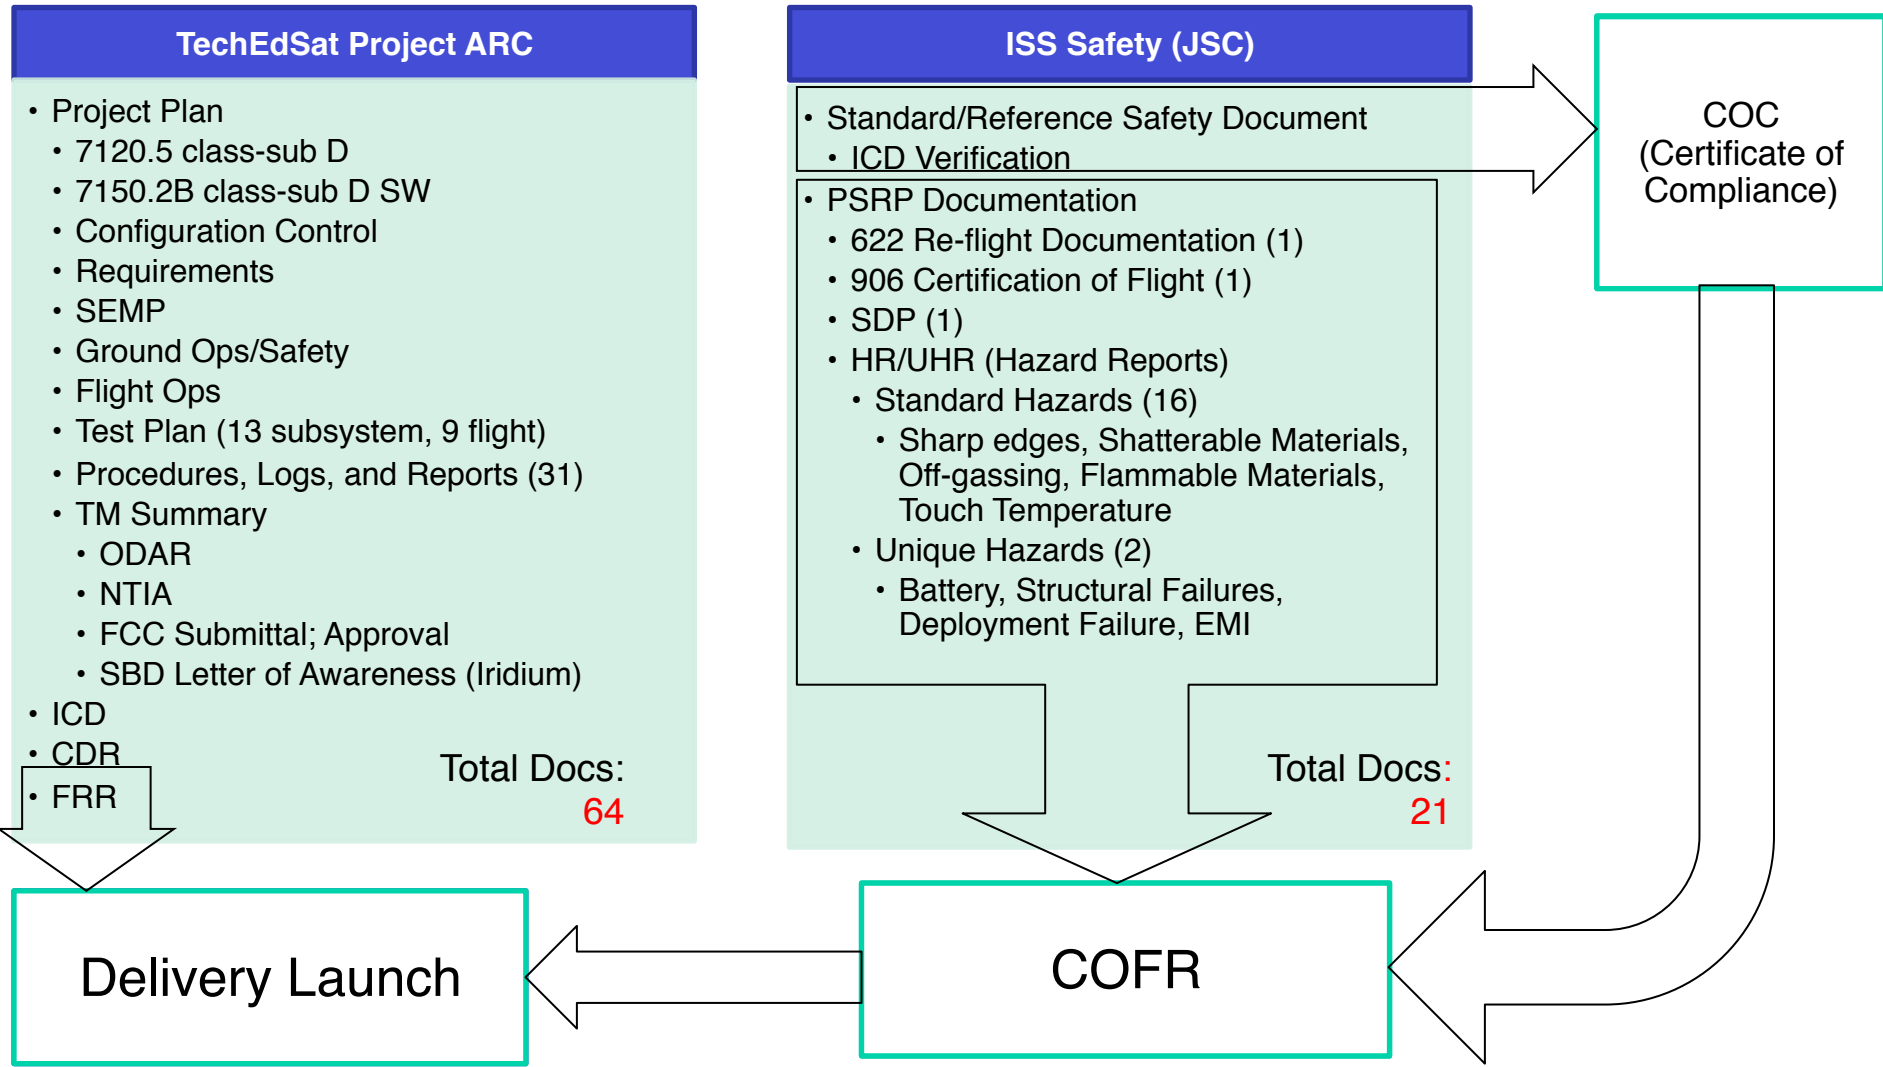 TechEdSat Project ARC
• Project Plan
• 7120.5 class-sub D
• 7150.2B class-sub D SW
• Configuration Control
• Requirements
• SEMP
• Ground Ops/Safety
• Flight Ops
• Test Plan (13 subsystem, 9 flight)
• Procedures, Logs, and Reports (31)
• TM Summary
• ODAR
• NTIA
• FCC Submittal; Approval
• SBD Letter of Awareness (Iridium)
• ICD
• CDR
• FRR
Total Docs:
64
ISS Safety (JSC)
• Standard/Reference Safety Document
• ICD Verification
• PSRP Documentation
• 622 Re-flight Documentation (1)
• 906 Certification of Flight (1)
• SDP (1)
• HR/UHR (Hazard Reports)
• Standard Hazards (16)
• Sharp edges, Shatterable Materials,
Off-gassing, Flammable Materials,
Touch Temperature
• Unique Hazards (2)
• Battery, Structural Failures,
Deployment Failure, EMI
Total Docs:
21
COC
(Certificate of
Compliance)
Delivery Launch
COFR